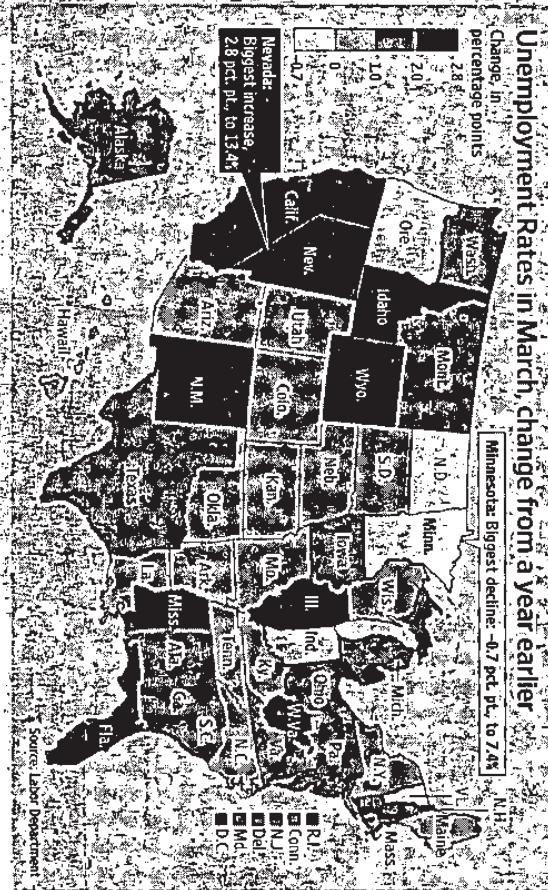 Unemployment Rates in March, change from a year earlier
Change, in
percentage points
-0.7
0
1.0
2.0
2.8
Nevada:
Biggest increase,
2.8 pct. pt., to 13.4%
Minnesota: Biggest decline: -0.7 pct. pt. to 7.4%
Wash.
Ore.
Calif.
Nev.
Idaho
Mont.
Wyo.
Utah
Ariz.
Colo.
N.M.
N.D.
S.D.
Neb.
Kan.
Okla.
Texas
Minn.
Iowa
Mo.
Ark.
La.
Wis.
Ill.
Miss.
Mich.
Ind.
Ohio
Ky.
Tenn.
Ala.
Ga.
Fla.
S.C.
N.C.
Va.
W.Va.
Pa.
N.Y.
Vt.
N.H.
Maine
Mass.
R.I.
Conn.
N.J.
Del.
Md.
D.C.
Alaska
Hawaii
Source: Labor Department